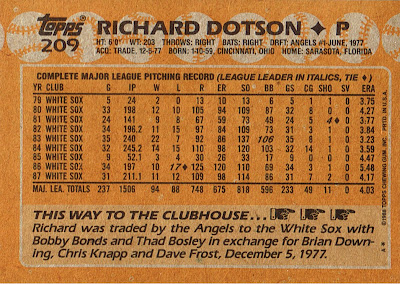 Topps
209
RICHARD DOTSON ♦ P
HT: 6'01" WT: 203 THROWS: RIGHT BATS: RIGHT DRFT: ANGELS #1-JUNE, 1977
ACQ: TRADE, 12-5-77 BORN: 1-10-59, CINCINNATI, OHIO HOME: SARASOTA, FLORIDA
COMPLETE MAJOR LEAGUE PITCHING RECORD (LEAGUE LEADER IN ITALICS, TIE ♦)
YR CLUB G IP W L R ER SO BB GS CG SHO SV ERA
79 WHITE SOX 5 24 2 0 13 10 13 6 5 1 1 0 3.75
80 WHITE SOX 33 198 12 10 105 94 109 87 32 8 0 0 4.27
81 WHITE SOX 24 141 9 8 67 59 73 49 24 5 4♦ 0 3.77
82 WHITE SOX 34 196.2 11 15 97 84 109 73 31 3 1 0 3.84
83 WHITE SOX 35 240 22 7 92 86 137 106 35 8 1 0 3.23
84 WHITE SOX 32 245.2 14 15 110 98 120 103 32 14 1 0 3.59
85 WHITE SOX 9 52.1 3 4 30 26 33 17 9 0 0 0 4.47
86 WHITE SOX 34 197 10 17♦ 125 120 110 69 34 3 1 0 5.48
87 WHITE SOX 31 211.1 11 12 109 98 114 86 31 7 2 0 4.17
MAJ. LEA. TOTALS 237 1506 94 88 748 675 818 596 233 49 11 0 4.03
THIS WAY TO THE CLUBHOUSE...
Richard was traded by the Angels to the White Sox with
Bobby Bonds and Thad Bosley in exchange for Brian Down-
ing, Chris Knapp and Dave Frost, December 5, 1977.
©1988 TOPPS CHEWING GUM, INC. PRTD. IN U.S.A.
A*